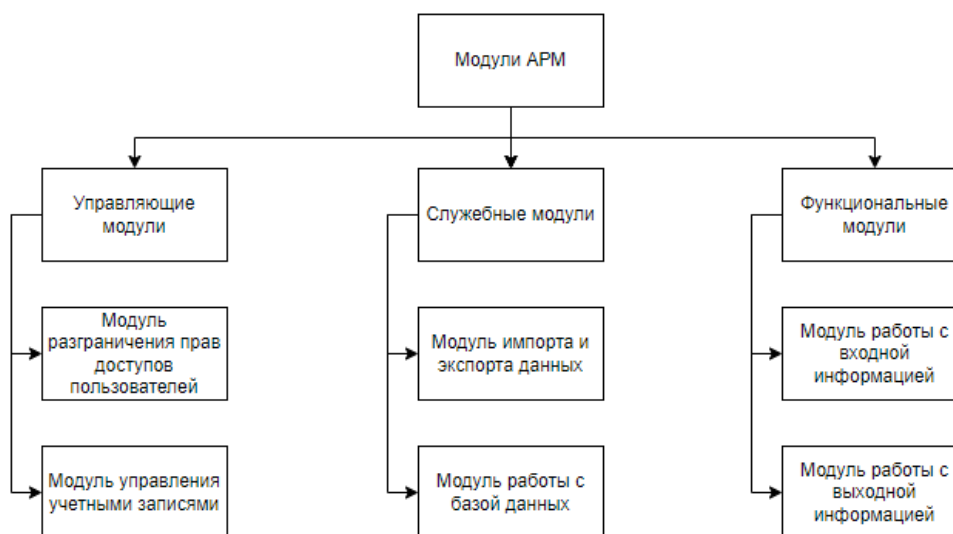 Модули АРМ
Управляющие
модули
Служебные модули
Функциональные
модули
Модуль
разграничения прав
доступов
пользователей
Модуль импорта и
экспорта данных
Модуль работы с
входной
информацией
Модуль управления
учетными записями
Модуль работы с
базой данных
Модуль работы с
выходной
информацией